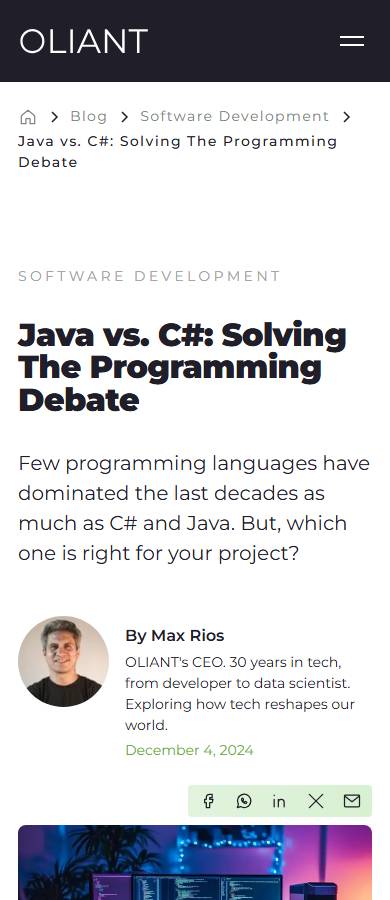 OLIANT
Blog
Software Development
Java vs. C#: Solving The Programming
Debate
SOFTWARE DEVELOPMENT
Java vs. C#: Solving
The Programming
Debate
Few programming languages have
dominated the last decades as
much as C# and Java. But, which
one is right for your project?
By Max Rios
OLIANT's CEO. 30 years in tech,
from developer to data scientist.
Exploring how tech reshapes our
world.
December 4, 2024